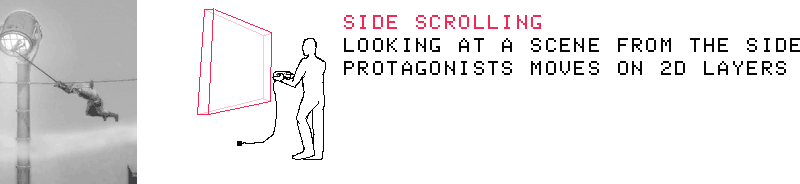 SIDE SCROLLING
LOOKING AT A SCENE FROM THE SIDE
PROTAGONISTS MOVES ON 2D LAYERS